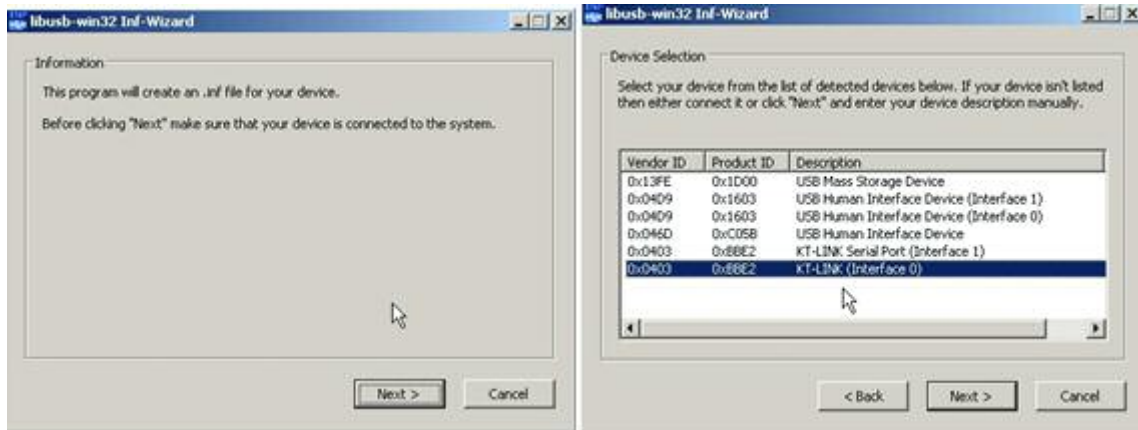 libusb-win32 Inf-Wizard
Information
This program will create an .inf file for your device.
Before clicking "Next" make sure that your device is connected to the system.
Next >
Cancel
libusb-win32 Inf-Wizard
Device Selection
Select your device from the list of detected devices below. If your device isn't listed
then either connect it or click "Next" and enter your device description manually.
Vendor ID Product ID Description
0x13FE 0x1D00 USB Mass Storage Device
0x04D9 0x1603 USB Human Interface Device (Interface 1)
0x04D9 0x1603 USB Human Interface Device (Interface 0)
0x046D 0xC05B USB Human Interface Device
0x0403 0xBBE2 KT-LINK Serial Port (Interface 1)
0x0403 0xBBE2 KT-LINK (Interface 0)
< Back
Next >
Cancel